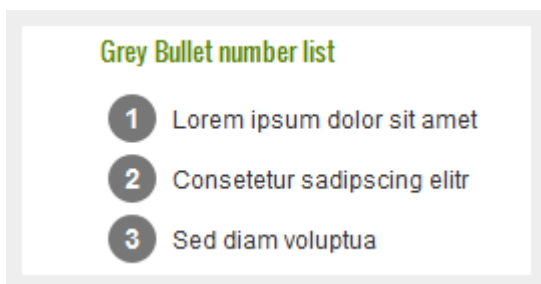 Grey Bullet number list
1 Lorem ipsum dolor sit amet
2 Consetetur sadipscing elitr
3 Sed diam voluptua